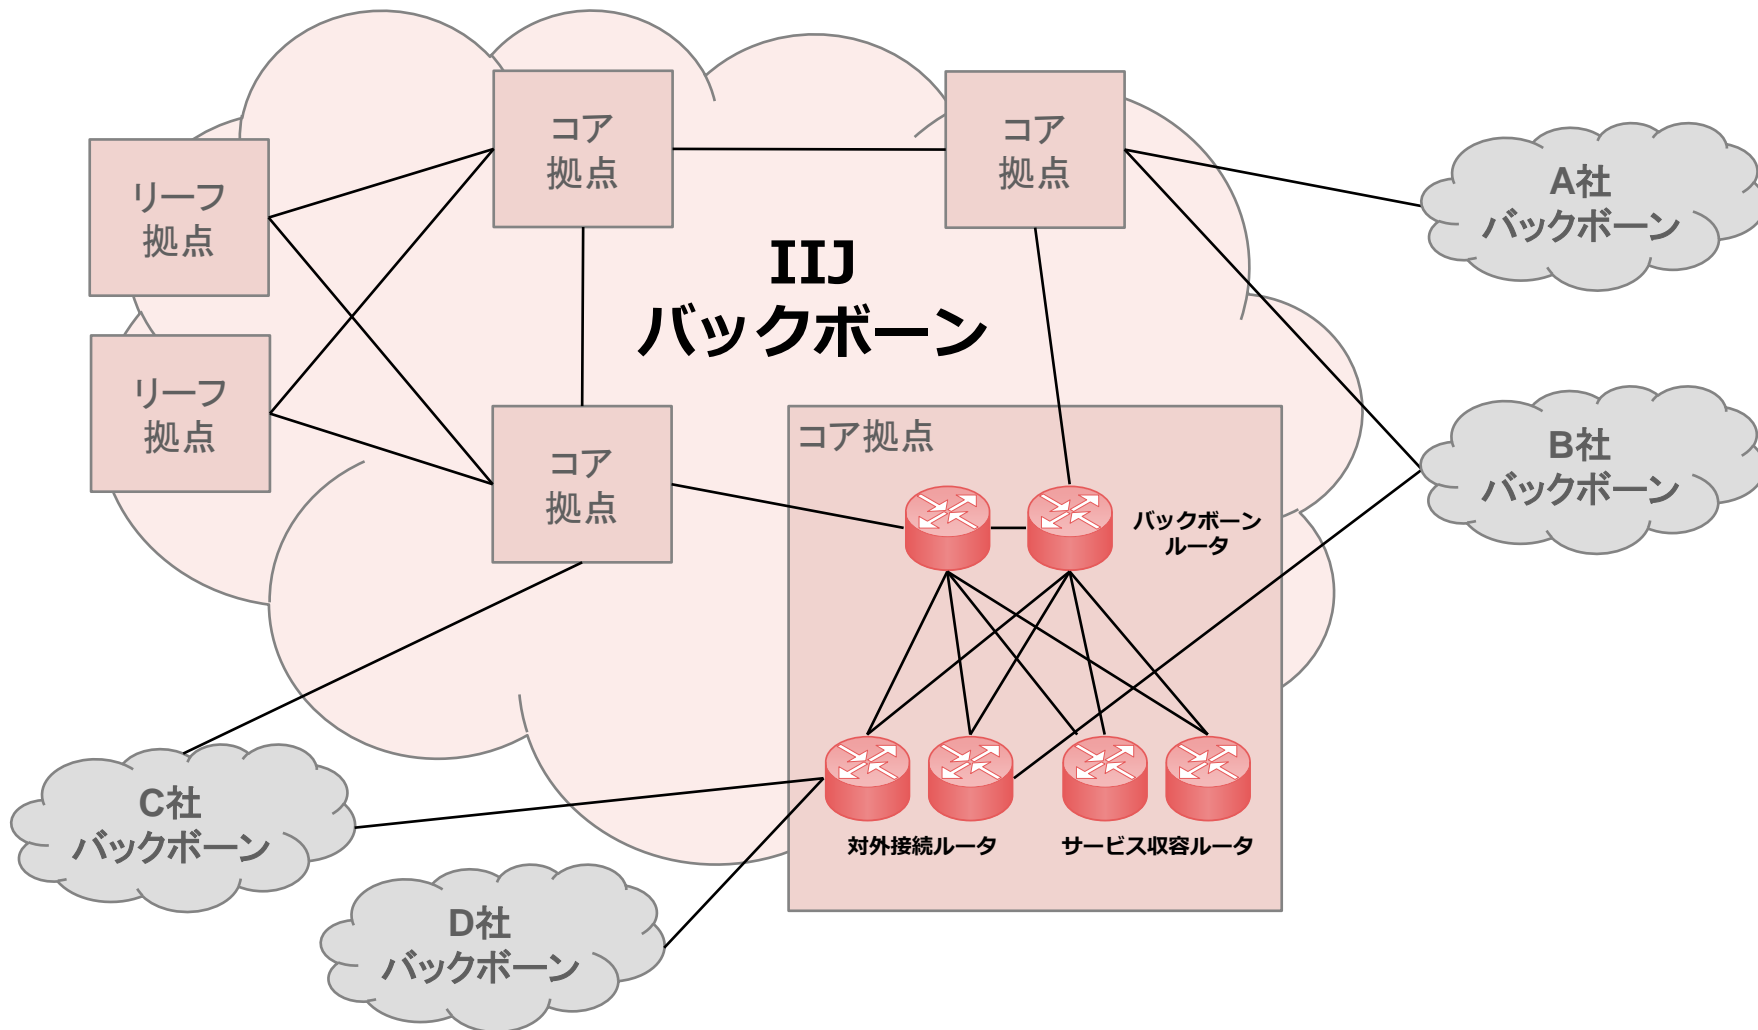 コア
拠点
コア
拠点
リーフ
拠点
A社
バックボーン
IIJ
バックボーン
リーフ
拠点
コア
拠点
コア拠点
B社
バックボーン
バックボーン
ルータ
C社
バックボーン
対外接続ルータ
サービス収容ルータ
D社
バックボーン